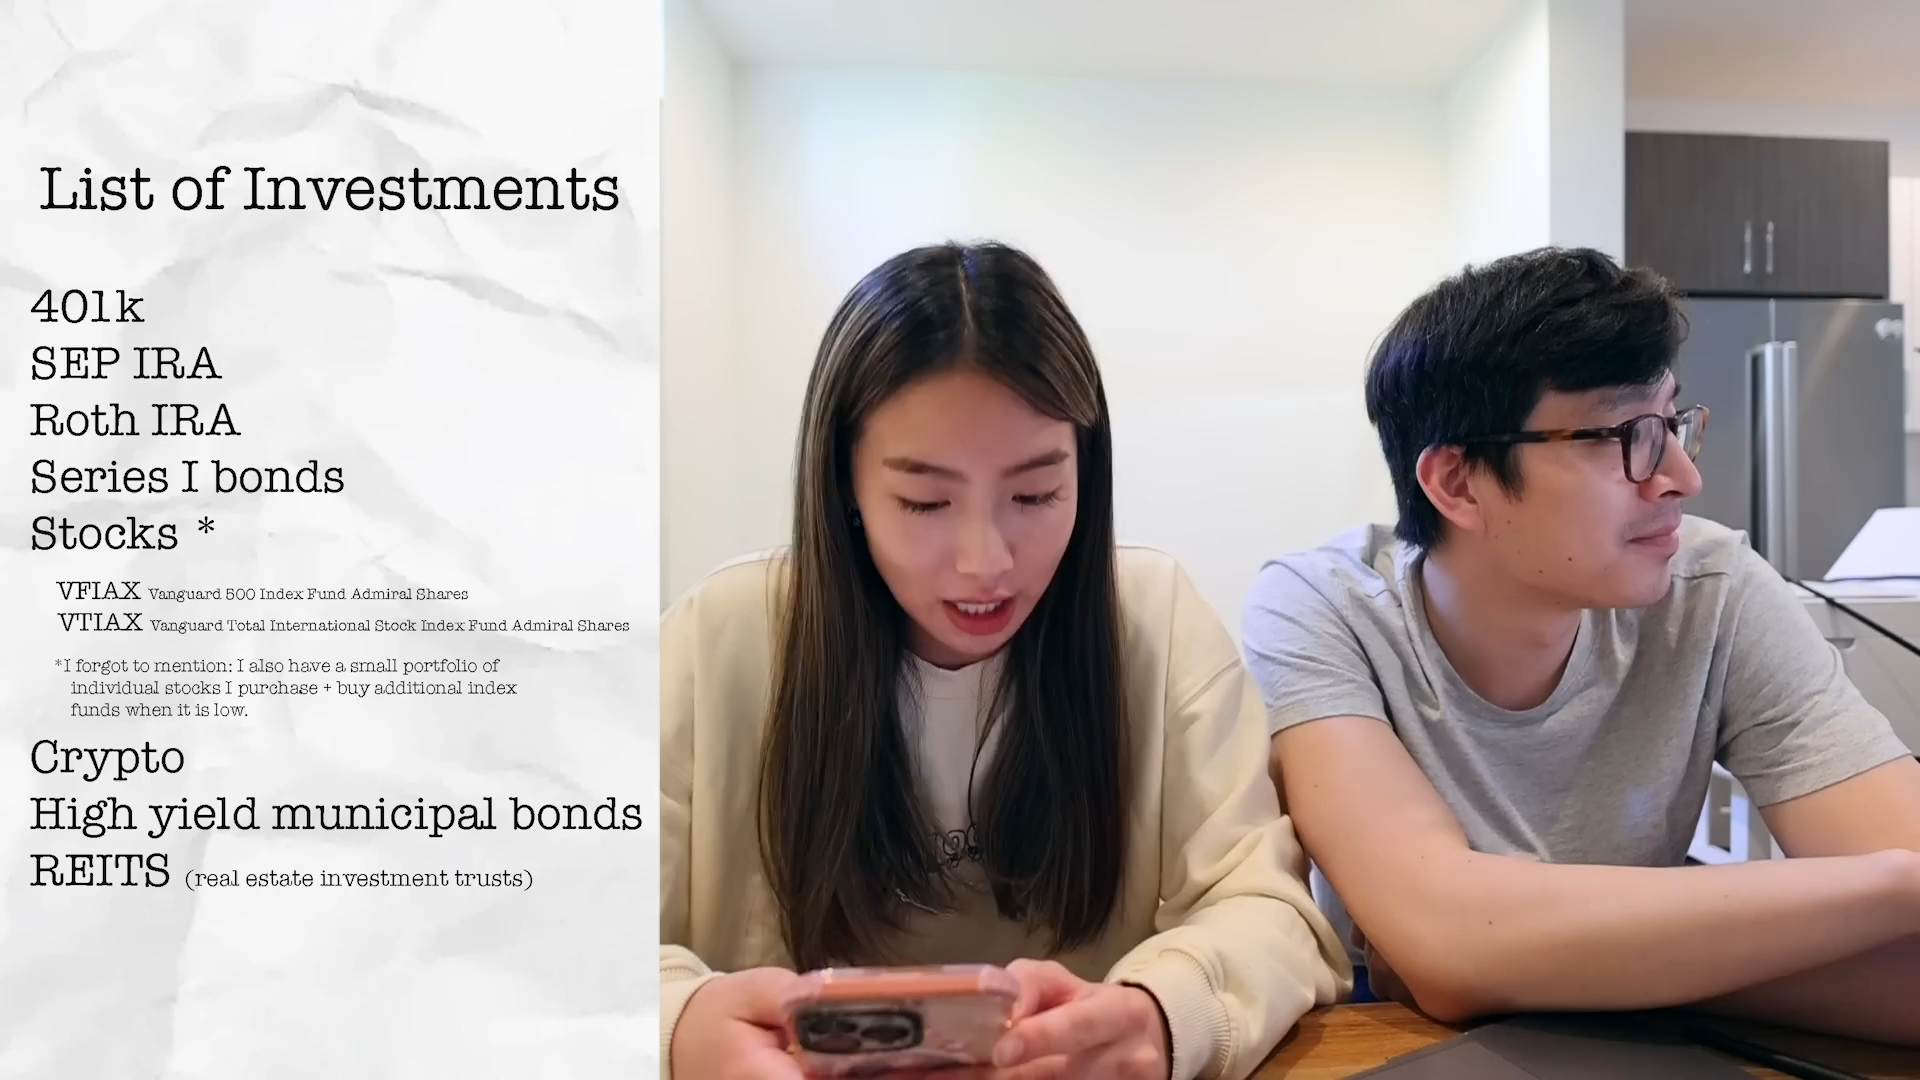 List of Investments
401k
SEP IRA
Roth IRA
Series I bonds
Stocks *
VFIAX Vanguard 500 Index Fund Admiral Shares
VTIAX Vanguard Total International Stock Index Fund Admiral Shares
*I forgot to mention: I also have a small portfolio of
individual stocks I purchase + buy additional index
funds when it is low.
Crypto
High yield municipal bonds
REITS (real estate investment trusts)